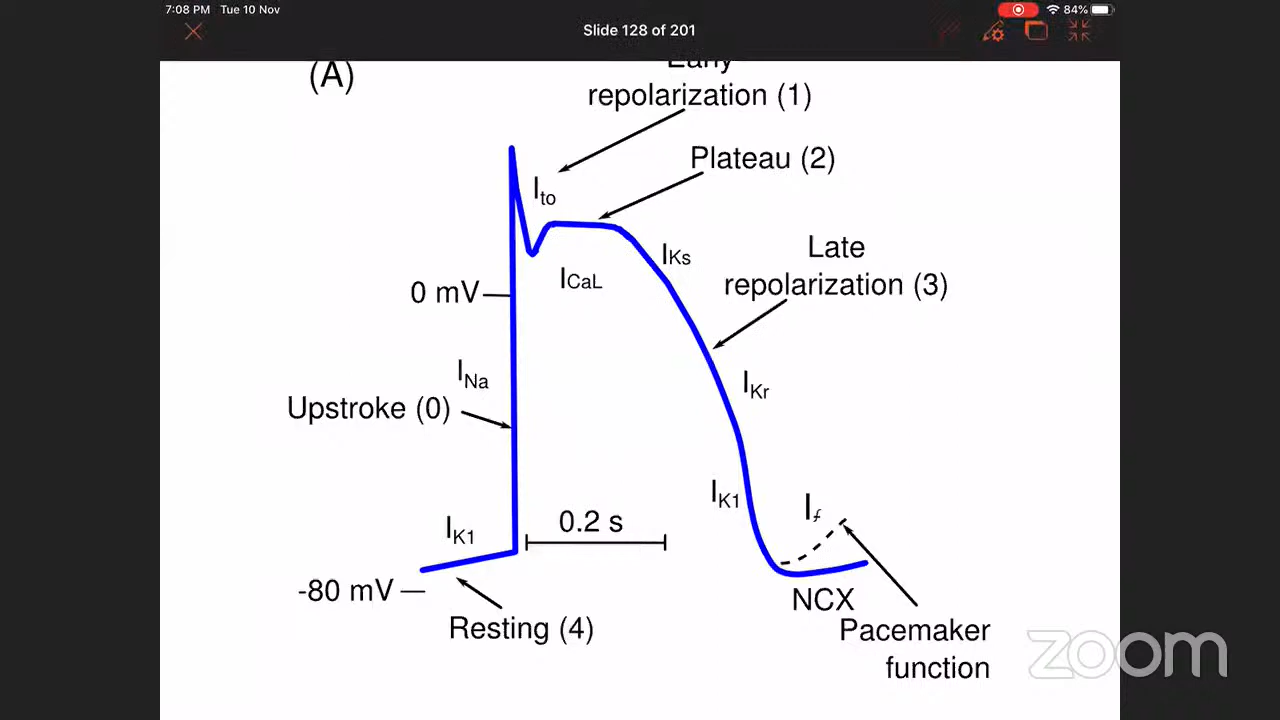 7:08 PM Tue 10 Nov
84%
Slide 128 of 201
(A)
Early
repolarization (1)
Plateau (2)
Ito
IKs
Late
repolarization (3)
ICaL
0 mV
INa
IKr
Upstroke (0)
IK1
If
IK1
0.2 s
-80 mV
NCX
Resting (4)
Pacemaker
function
zoom